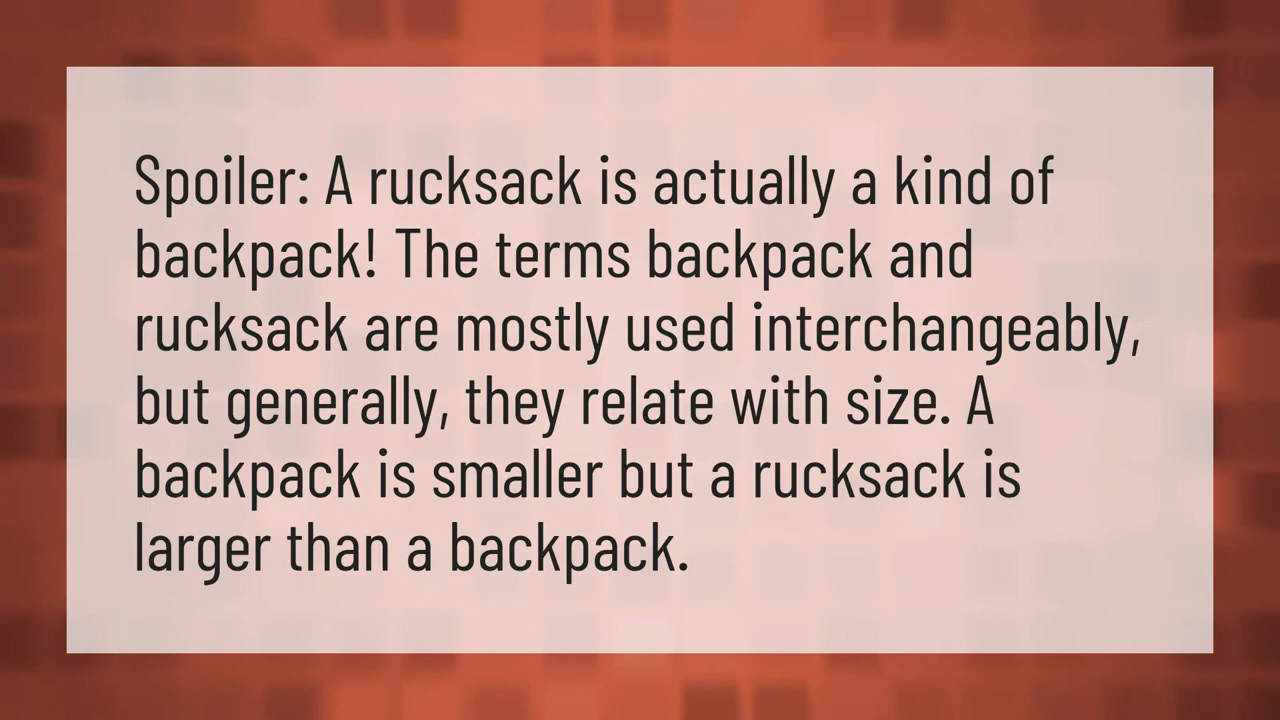 Spoiler: A rucksack is actually a kind of
backpack! The terms backpack and
rucksack are mostly used interchangeably,
but generally, they relate with size. A
backpack is smaller but a rucksack is
larger than a backpack.